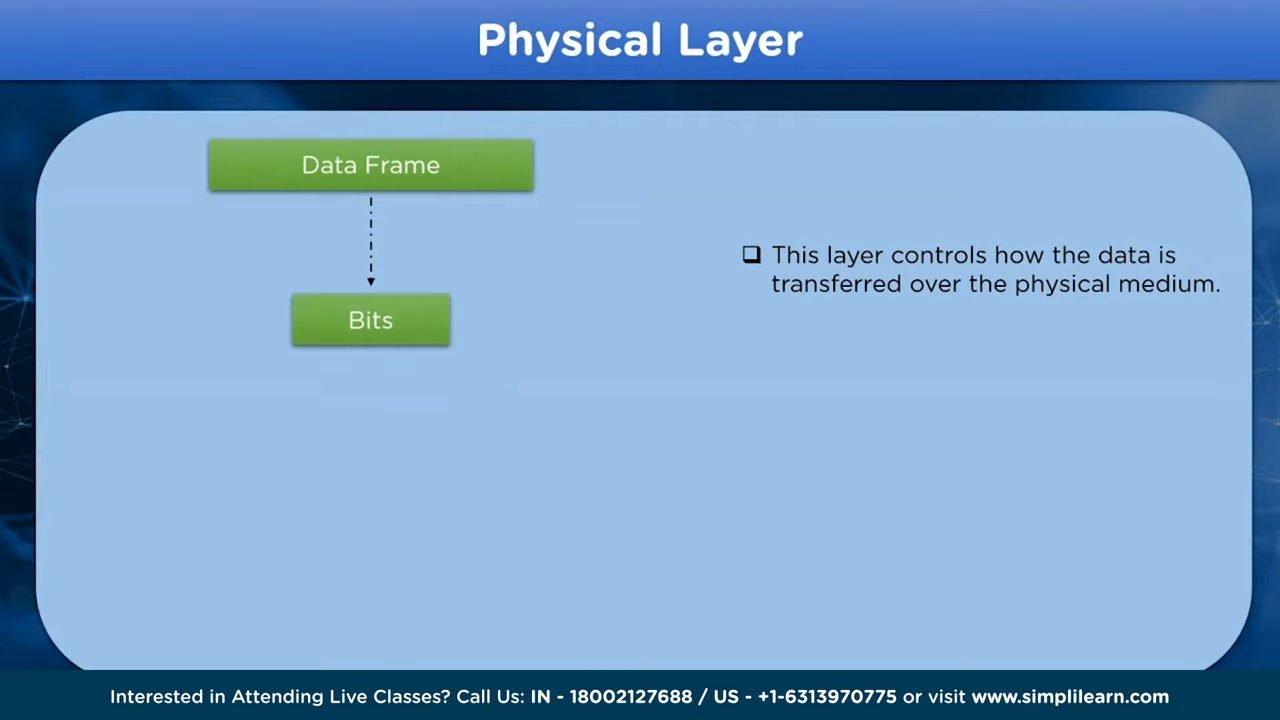 Physical Layer
Data Frame
Bits
❑ This layer controls how the data is
transferred over the physical medium.
Interested in Attending Live Classes? Call Us: IN - 18002127688 / US - +1-6313970775 or visit www.simplilearn.com